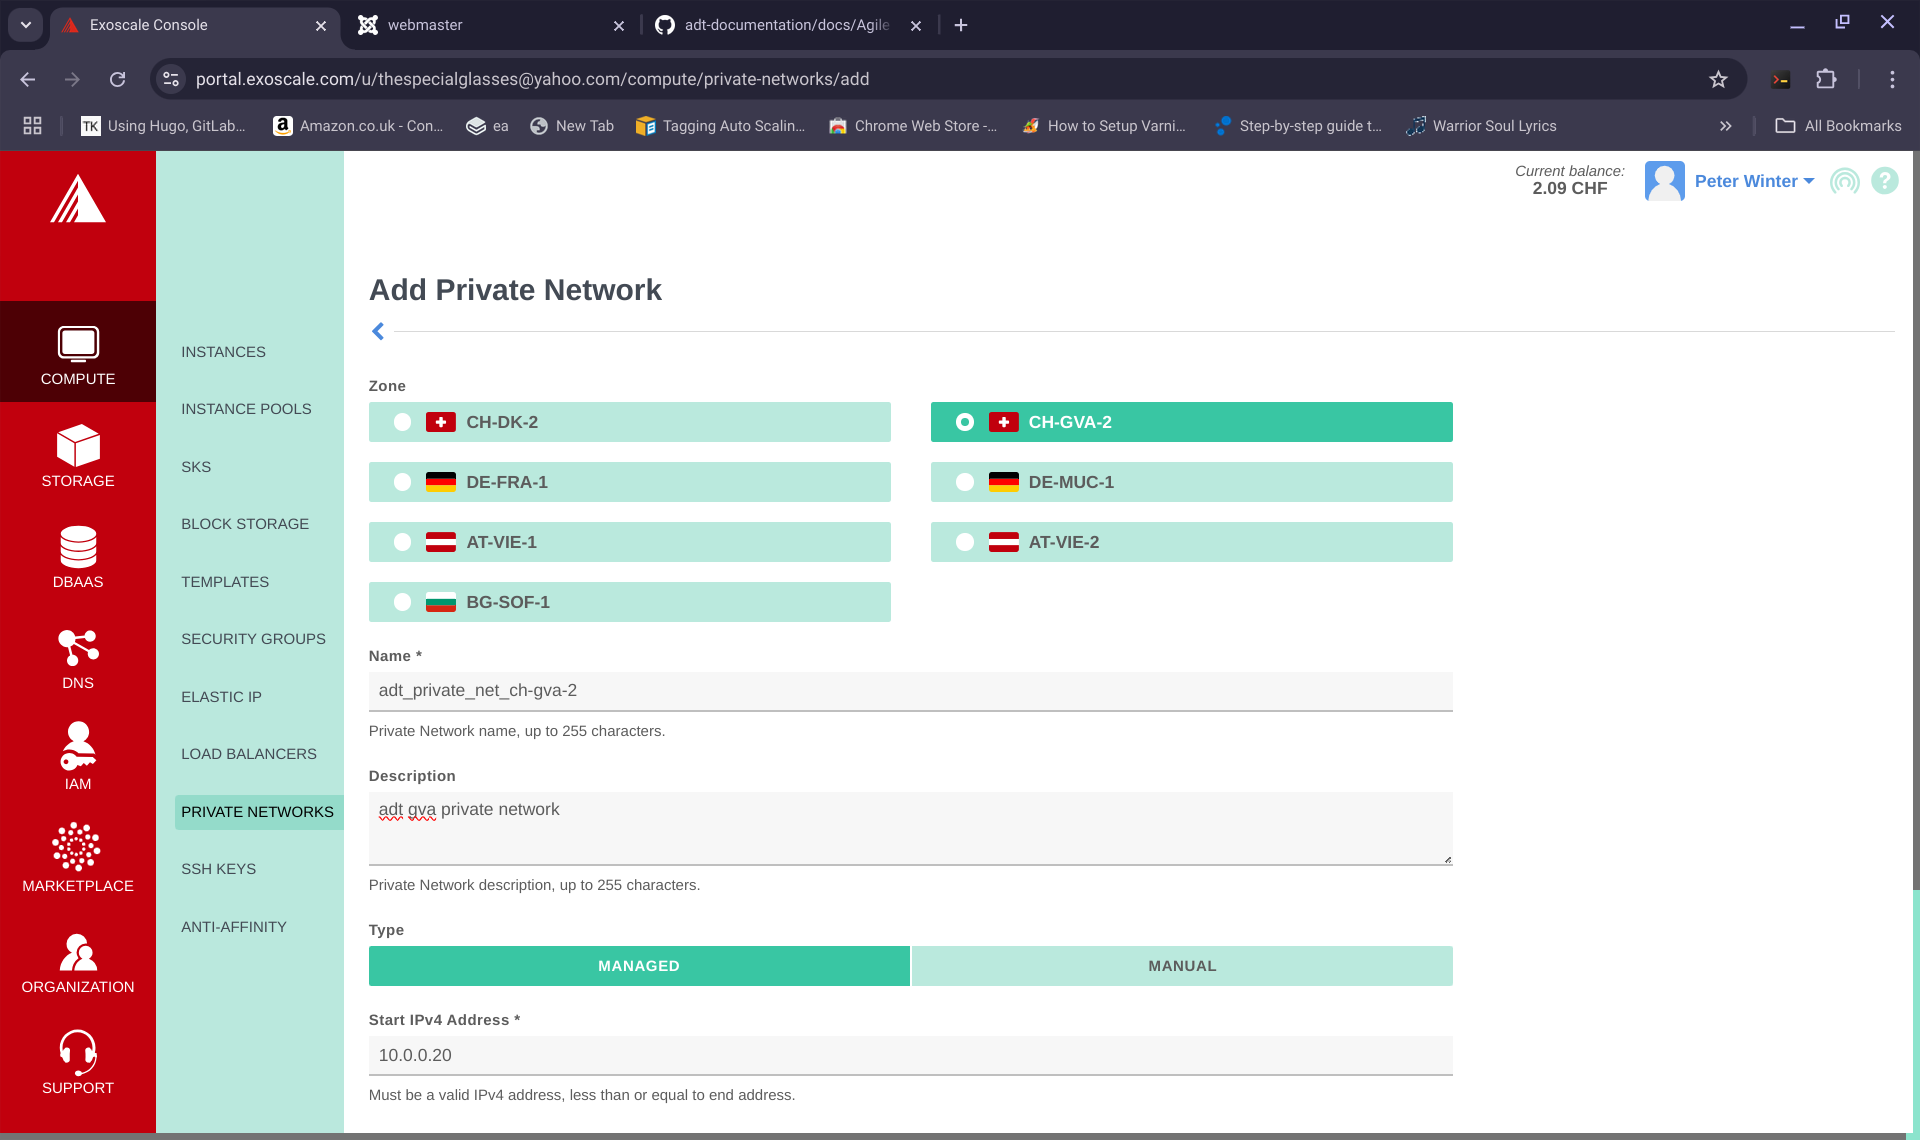 Exoscale Console
webmaster
adt-documentation/docs/Agile
portal.exoscale.com/u/thespecialglasses@yahoo.com/compute/private-networks/add
TK Using Hugo, GitLab…
a Amazon.co.uk - Con…
ea
New Tab
Tagging Auto Scalin…
Chrome Web Store -…
How to Setup Varni…
Step-by-step guide t…
Warrior Soul Lyrics
All Bookmarks
Current balance:
2.09 CHF
Peter Winter
?
COMPUTE
STORAGE
DBAAS
DNS
IAM
MARKETPLACE
ORGANIZATION
SUPPORT
INSTANCES
INSTANCE POOLS
SKS
BLOCK STORAGE
TEMPLATES
SECURITY GROUPS
ELASTIC IP
LOAD BALANCERS
PRIVATE NETWORKS
SSH KEYS
ANTI-AFFINITY
Add Private Network
Zone
CH-DK-2
CH-GVA-2
DE-FRA-1
DE-MUC-1
AT-VIE-1
AT-VIE-2
BG-SOF-1
Name *
adt_private_net_ch-gva-2
Private Network name, up to 255 characters.
Description
adt gva private network
Private Network description, up to 255 characters.
Type
MANAGED
MANUAL
Start IPv4 Address *
10.0.0.20
Must be a valid IPv4 address, less than or equal to end address.